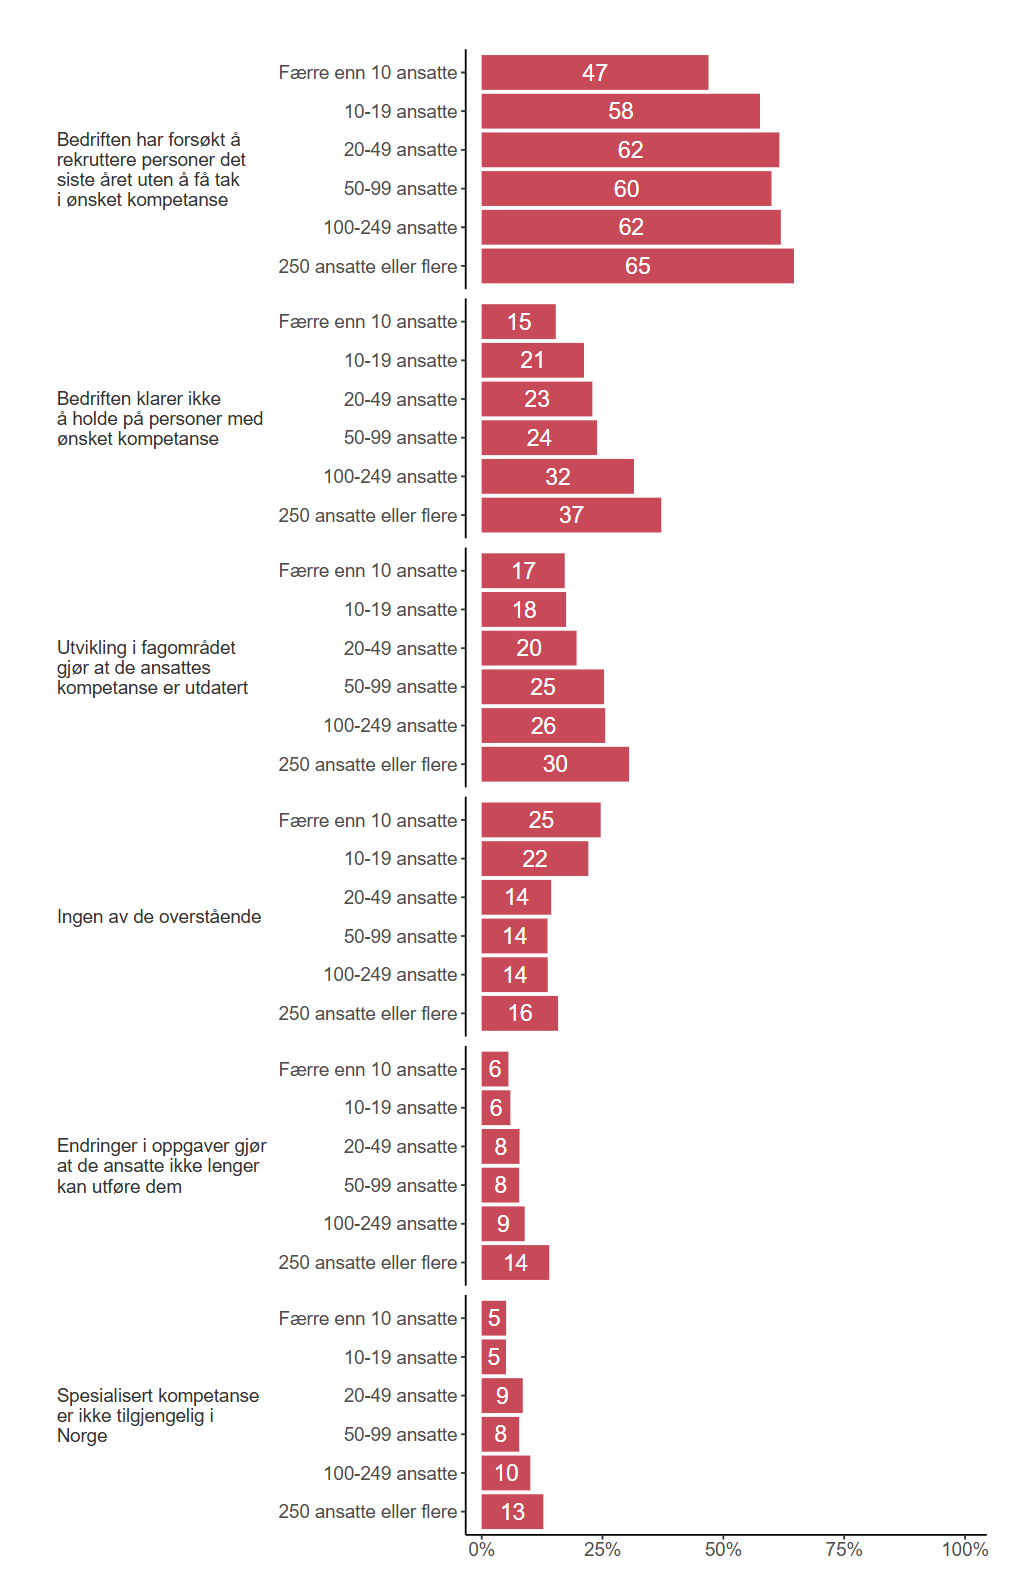 Bedriften har forsøkt å
rekruttere personer det
siste året uten å få tak
i ønsket kompetanse
Færre enn 10 ansatte 47
10-19 ansatte 58
20-49 ansatte 62
50-99 ansatte 60
100-249 ansatte 62
250 ansatte eller flere 65
Bedriften klarer ikke
å holde på personer med
ønsket kompetanse
Færre enn 10 ansatte 15
10-19 ansatte 21
20-49 ansatte 23
50-99 ansatte 24
100-249 ansatte 32
250 ansatte eller flere 37
Utvikling i fagområdet
gjør at de ansattes
kompetanse er utdatert
Færre enn 10 ansatte 17
10-19 ansatte 18
20-49 ansatte 20
50-99 ansatte 25
100-249 ansatte 26
250 ansatte eller flere 30
Ingen av de overstående
Færre enn 10 ansatte 25
10-19 ansatte 22
20-49 ansatte 14
50-99 ansatte 14
100-249 ansatte 14
250 ansatte eller flere 16
Endringer i oppgaver gjør
at de ansatte ikke lenger
kan utføre dem
Færre enn 10 ansatte 6
10-19 ansatte 6
20-49 ansatte 8
50-99 ansatte 8
100-249 ansatte 9
250 ansatte eller flere 14
Spesialisert kompetanse
er ikke tilgjengelig i
Norge
Færre enn 10 ansatte 5
10-19 ansatte 5
20-49 ansatte 9
50-99 ansatte 8
100-249 ansatte 10
250 ansatte eller flere 13
0% 25% 50% 75% 100%